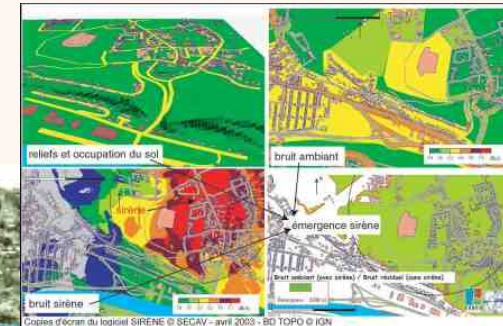 reliefs et occupation du sol
bruit ambiant
sirène
émergence sirène
bruit sirène
Bruit ambiant (avec sirène) / Bruit résiduel (sans sirène)
Copies d'écran du logiciel SIRENE © SECAV - avril 2003 - BD TOPO © IGN